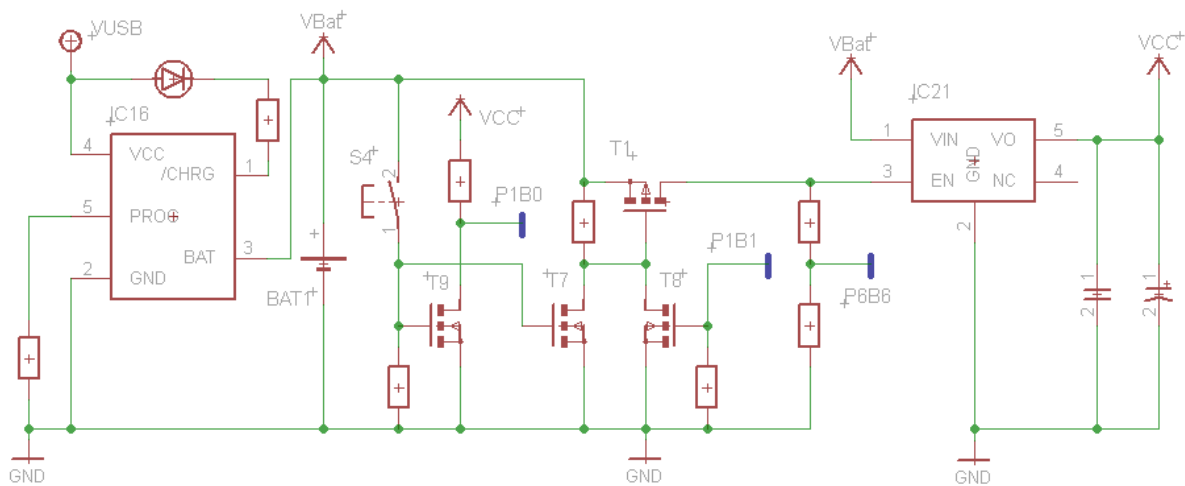 VUSB
VBat
IC16
4
VCC
/CHRG
1
5
PROG
BAT
3
2
GND
GND
BAT1
S4
2
1
VCC
P1B0
T9
T7
T1
T8
P1B1
P6B6
GND
VBat
IC21
1
VIN
VO
5
3
EN
GND
NC
4
2
VCC
1
2
1
2
GND